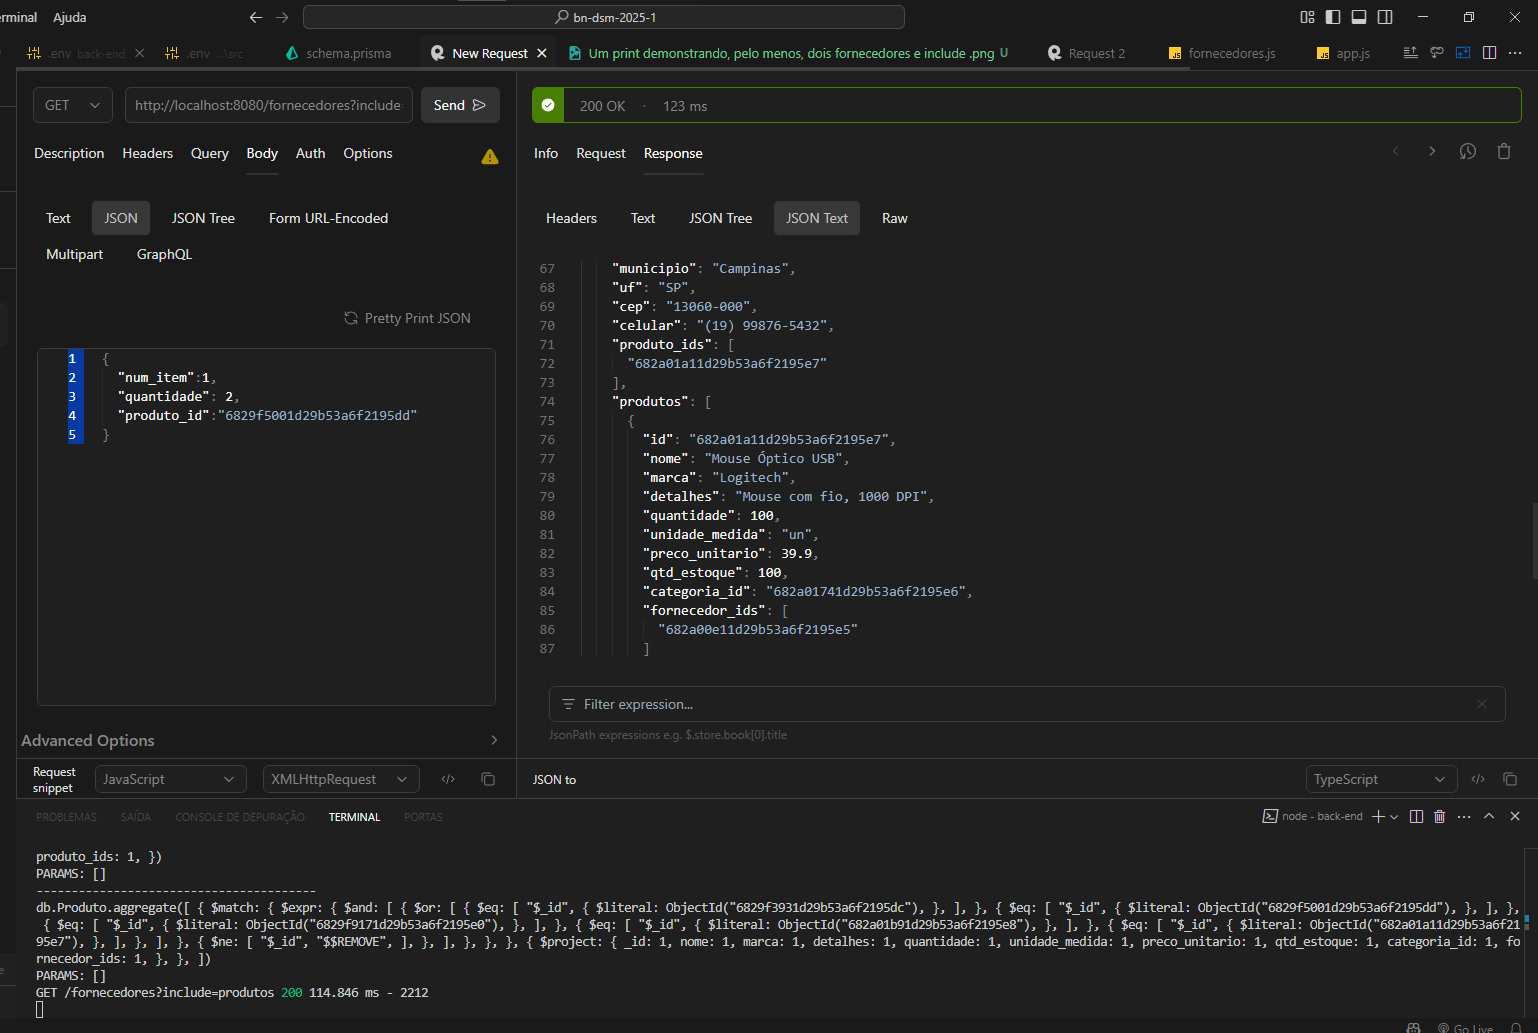 erminal Ajuda
bn-dsm-2025-1
.env back-end
.env ...\src
schema.prisma
New Request
Um print demonstrando, pelo menos, dois fornecedores e include .png U
Request 2
JS fornecedores.js
JS app.js
GET
http://localhost:8080/fornecedores?include
Send
200 OK · 123 ms
Description Headers Query Body Auth Options
Info Request Response
Text JSON JSON Tree Form URL-Encoded
Multipart GraphQL
Headers Text JSON Tree JSON Text Raw
Pretty Print JSON
1 {
2 "num_item":1,
3 "quantidade": 2,
4 "produto_id":"6829f5001d29b53a6f2195dd"
5 }
67 "municipio": "Campinas",
68 "uf": "SP",
69 "cep": "13060-000",
70 "celular": "(19) 99876-5432",
71 "produto_ids": [
72 "682a01a11d29b53a6f2195e7"
73 ],
74 "produtos": [
75 {
76 "id": "682a01a11d29b53a6f2195e7",
77 "nome": "Mouse Óptico USB",
78 "marca": "Logitech",
79 "detalhes": "Mouse com fio, 1000 DPI",
80 "quantidade": 100,
81 "unidade_medida": "un",
82 "preco_unitario": 39.9,
83 "qtd_estoque": 100,
84 "categoria_id": "682a01741d29b53a6f2195e6",
85 "fornecedor_ids": [
86 "682a00e11d29b53a6f2195e5"
87 ]
Filter expression...
JsonPath expressions e.g. $.store.book[0].title
Advanced Options
Request snippet
JavaScript
XMLHttpRequest
JSON to
TypeScript
PROBLEMAS SAÍDA CONSOLE DE DEPURAÇÃO TERMINAL PORTAS
node - back-end
produto_ids: 1, })
PARAMS: []
----------------------------------------
db.Produto.aggregate([ { $match: { $expr: { $and: [ { $or: [ { $eq: [ "$_id", { $literal: ObjectId("6829f3931d29b53a6f2195dc"), }, ], }, { $eq: [ "$_id", { $literal: ObjectId("6829f5001d29b53a6f2195dd"), }, ], },
{ $eq: [ "$_id", { $literal: ObjectId("6829f9171d29b53a6f2195e0"), }, ], }, { $eq: [ "$_id", { $literal: ObjectId("682a01b91d29b53a6f2195e8"), }, ], }, { $eq: [ "$_id", { $literal: ObjectId("682a01a11d29b53a6f21
95e7"), }, ], }, ], }, { $ne: [ "$_id", "$$REMOVE", ], }, ], }, }, }, { $project: { _id: 1, nome: 1, marca: 1, detalhes: 1, quantidade: 1, unidade_medida: 1, preco_unitario: 1, qtd_estoque: 1, categoria_id: 1, fo
rnecedor_ids: 1, }, }, ])
PARAMS: []
GET /fornecedores?include=produtos 200 114.846 ms - 2212
Go Live